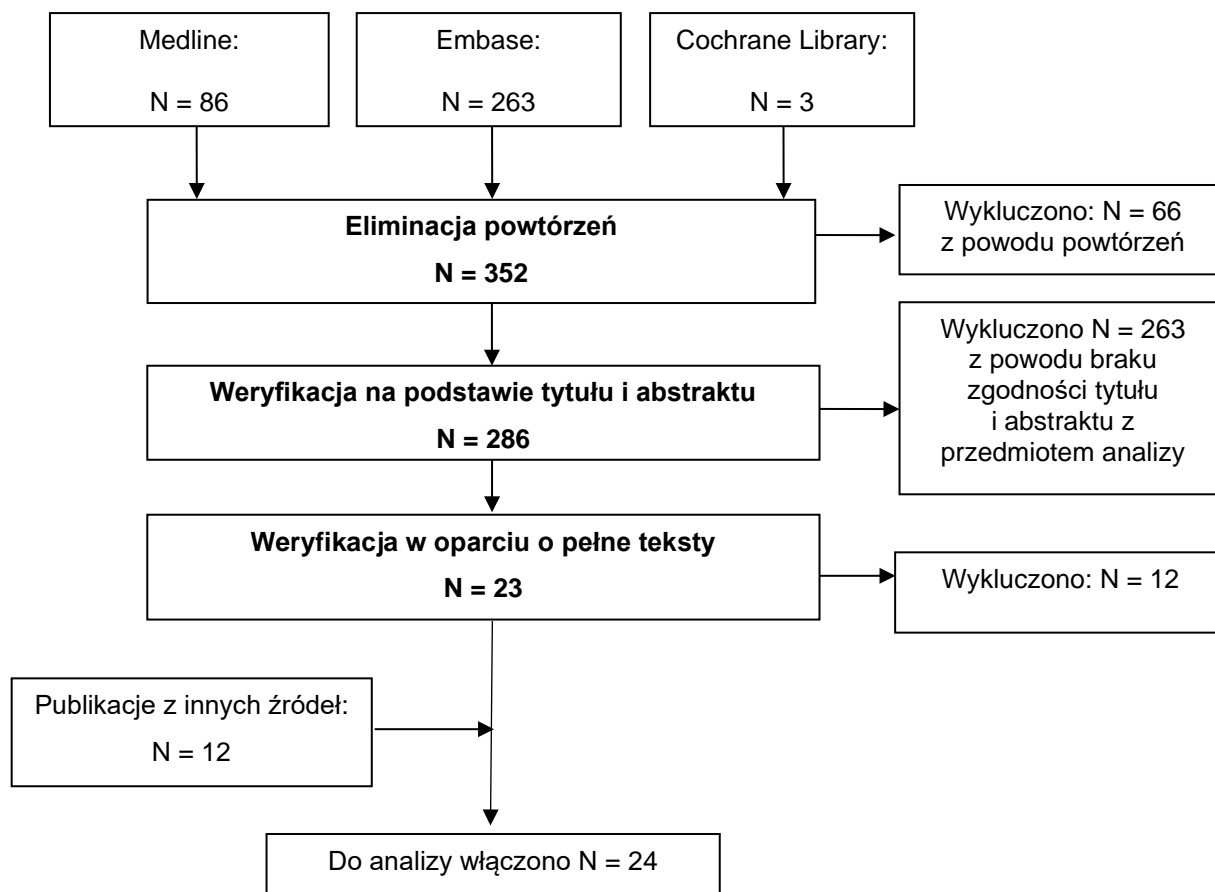 Medline:
N = 86
Embase:
N = 263
Cochrane Library:
N = 3
Eliminacja powtórzeń
N = 352
Wykluczono: N = 66
z powodu powtórzeń
Weryfikacja na podstawie tytułu i abstraktu
N = 286
Wykluczono N = 263
z powodu braku
zgodności tytułu
i abstraktu z
przedmiotem analizy
Weryfikacja w oparciu o pełne teksty
N = 23
Wykluczono: N = 12
Publikacje z innych źródeł:
N = 12
Do analizy włączono N = 24